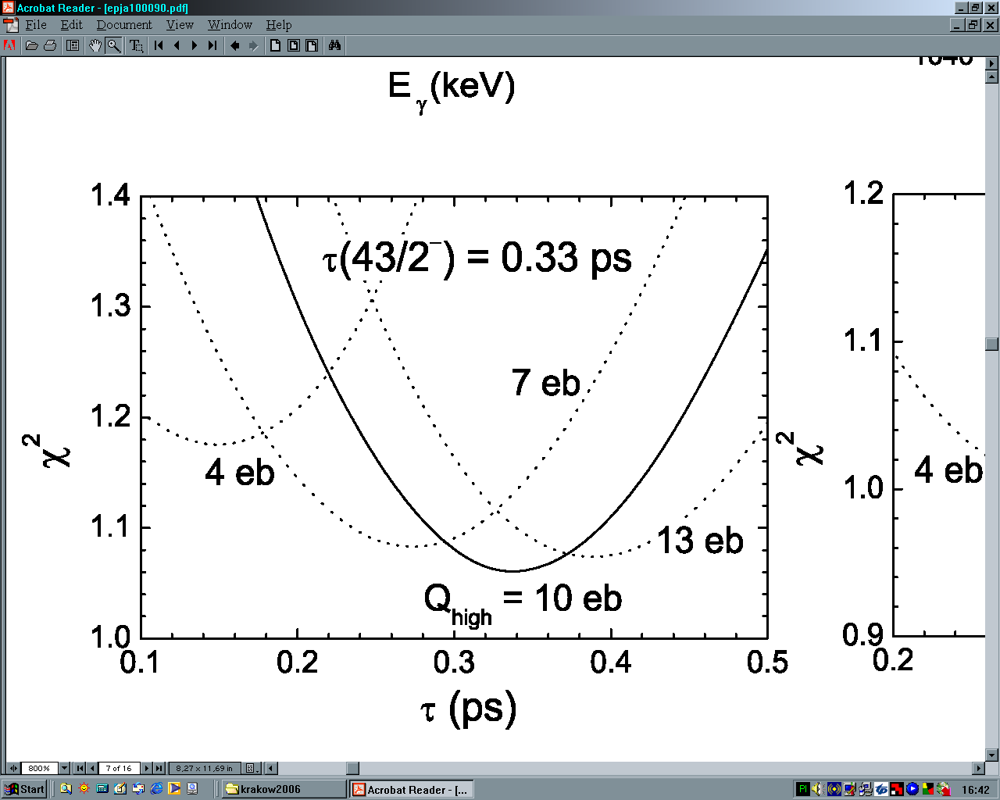 Acrobat Reader - [epja100090.pdf]
File Edit Document View Window Help
1040
Eγ(keV)
1.4
1.3
1.2
1.1
1.0
χ²
τ(43/2⁻) = 0.33 ps
7 eb
4 eb
13 eb
Qhigh = 10 eb
0.1 0.2 0.3 0.4 0.5
τ (ps)
1.2
1.1
1.0
0.9
χ²
4 eb
0.2
800% 7 of 16 8,27 x 11,69 in
Start krakow2006 Acrobat Reader - [... Pl 16:42